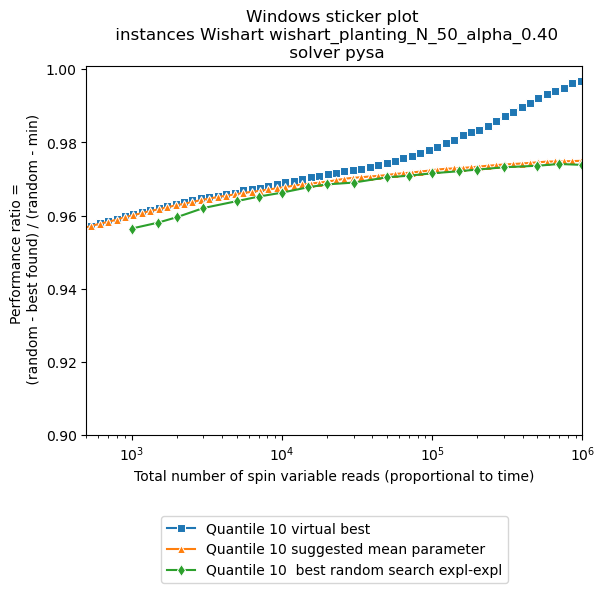 Windows sticker plot
instances Wishart wishart_planting_N_50_alpha_0.40
solver pysa
Performance ratio =
(random - best found) / (random - min)
1.00
0.98
0.96
0.94
0.92
0.90
10³
10⁴
10⁵
10⁶
Total number of spin variable reads (proportional to time)
Quantile 10 virtual best
Quantile 10 suggested mean parameter
Quantile 10  best random search expl-expl